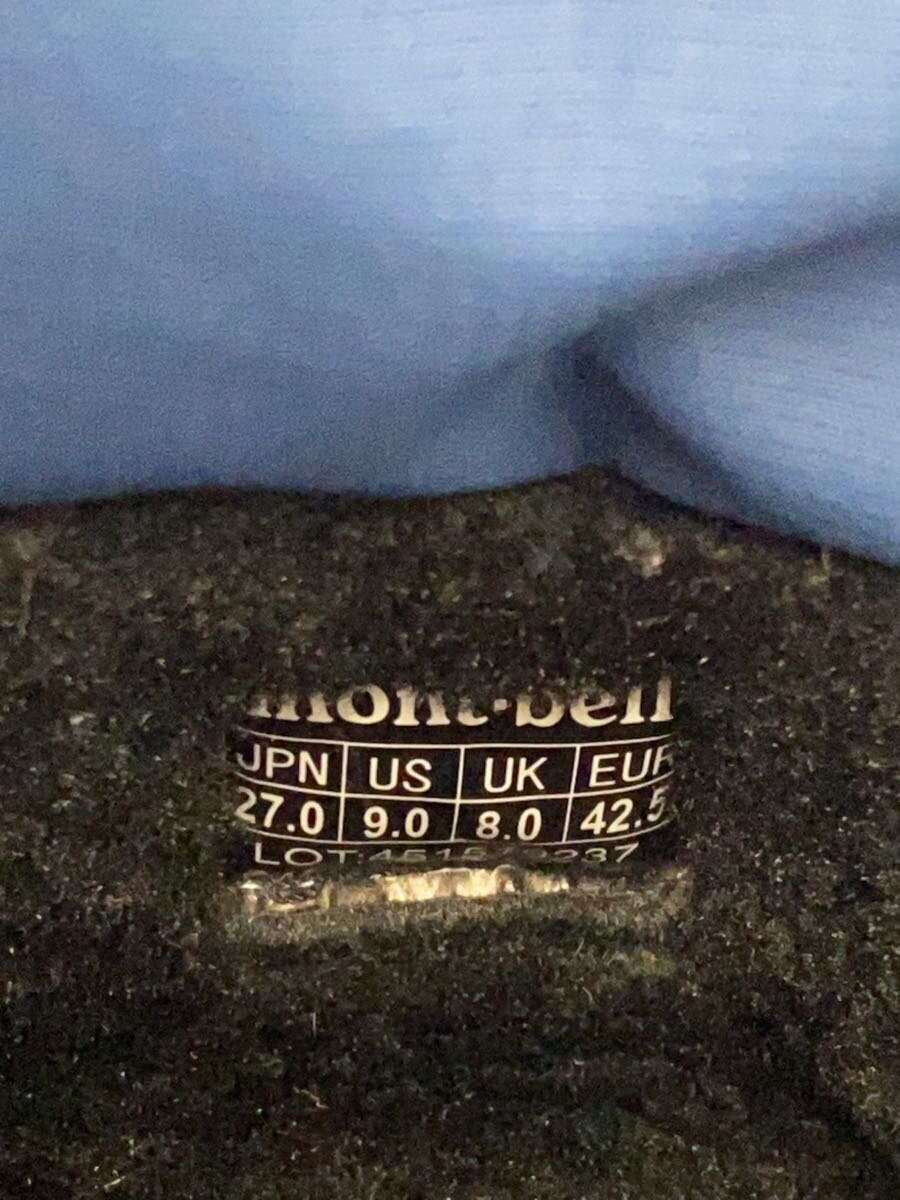 mont-bell
JPN US UK EUR
27.0 9.0 8.0 42.5
LOT: